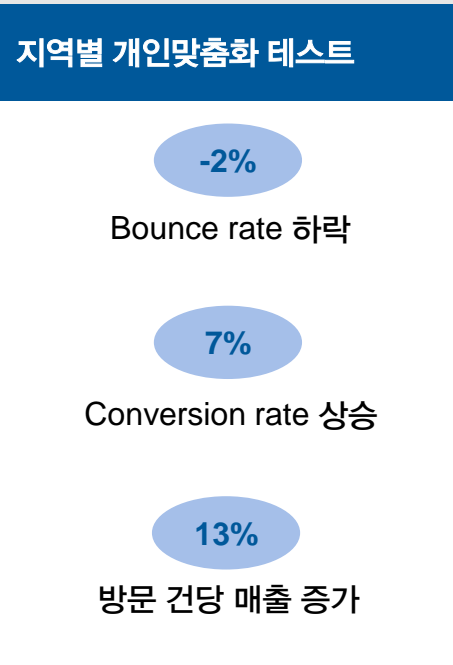 지역별 개인맞춤화 테스트
-2%
Bounce rate 하락
7%
Conversion rate 상승
13%
방문 건당 매출 증가